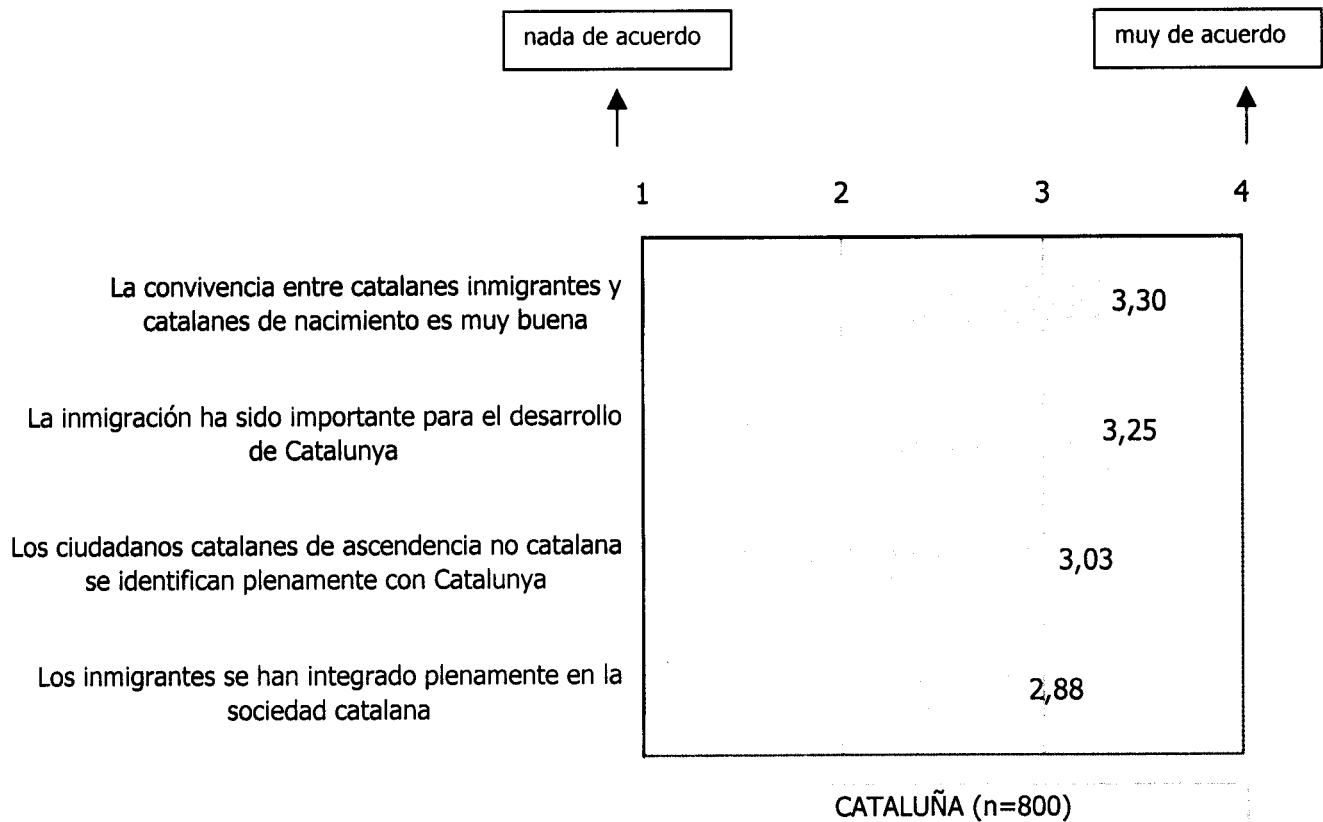 nada de acuerdo
muy de acuerdo
1 2 3 4
La convivencia entre catalanes inmigrantes y
catalanes de nacimiento es muy buena
3,30
La inmigración ha sido importante para el desarrollo
de Catalunya
3,25
Los ciudadanos catalanes de ascendencia no catalana
se identifican plenamente con Catalunya
3,03
Los inmigrantes se han integrado plenamente en la
sociedad catalana
2,88
CATALUÑA (n=800)